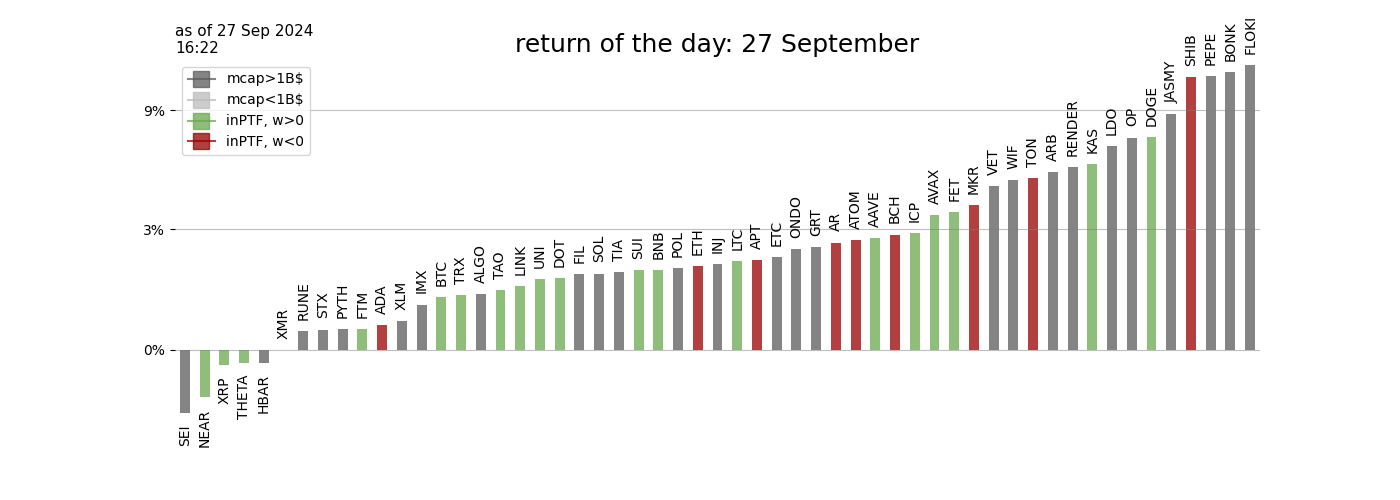 as of 27 Sep 2024
16:22
return of the day: 27 September
mcap>1B$
mcap<1B$
inPTF, w>0
inPTF, w<0
9%
3%
0%
SEI
NEAR
XRP
THETA
HBAR
XMR
RUNE
STX
PYTH
FTM
ADA
XLM
IMX
BTC
TRX
ALGO
TAO
LINK
UNI
DOT
FIL
SOL
TIA
SUI
BNB
POL
ETH
INJ
LTC
APT
ETC
ONDO
GRT
AR
ATOM
AAVE
BCH
ICP
AVAX
FET
MKR
VET
WIF
TON
ARB
RENDER
KAS
LDO
OP
DOGE
JASMY
SHIB
PEPE
BONK
FLOKI